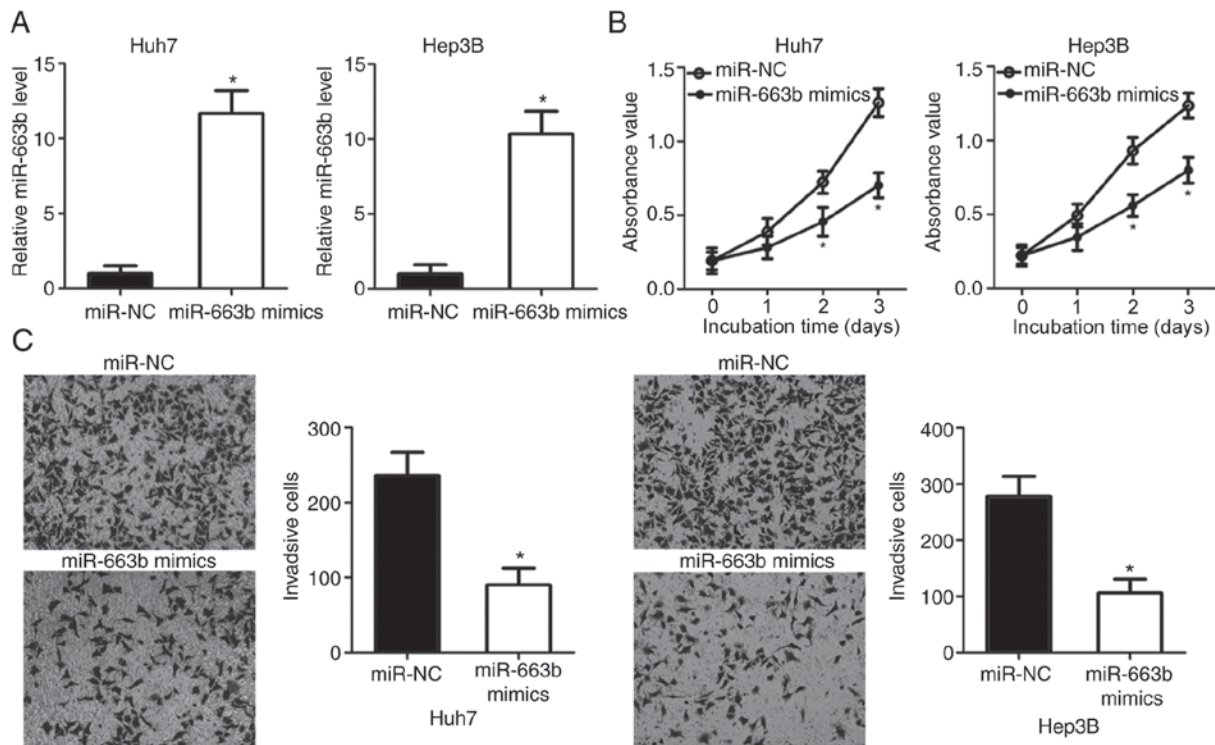 A
Huh7
Relative miR-663b level
15
10
5
0
*
miR-NC miR-663b mimics
Hep3B
Relative miR-663b level
15
10
5
0
*
miR-NC miR-663b mimics
B
Huh7
miR-NC
miR-663b mimics
Absorbance value
1.5
1.0
0.5
0.0
*
*
0 1 2 3
Incubation time (days)
Hep3B
miR-NC
miR-663b mimics
Absorbance value
1.5
1.0
0.5
0.0
*
*
0 1 2 3
Incubation time (days)
C
miR-NC
miR-663b mimics
Invadsive cells
300
200
100
0
*
miR-NC miR-663b
mimics
Huh7
miR-NC
miR-663b mimics
Invadsive cells
400
300
200
100
0
*
miR-NC miR-663b
mimics
Hep3B